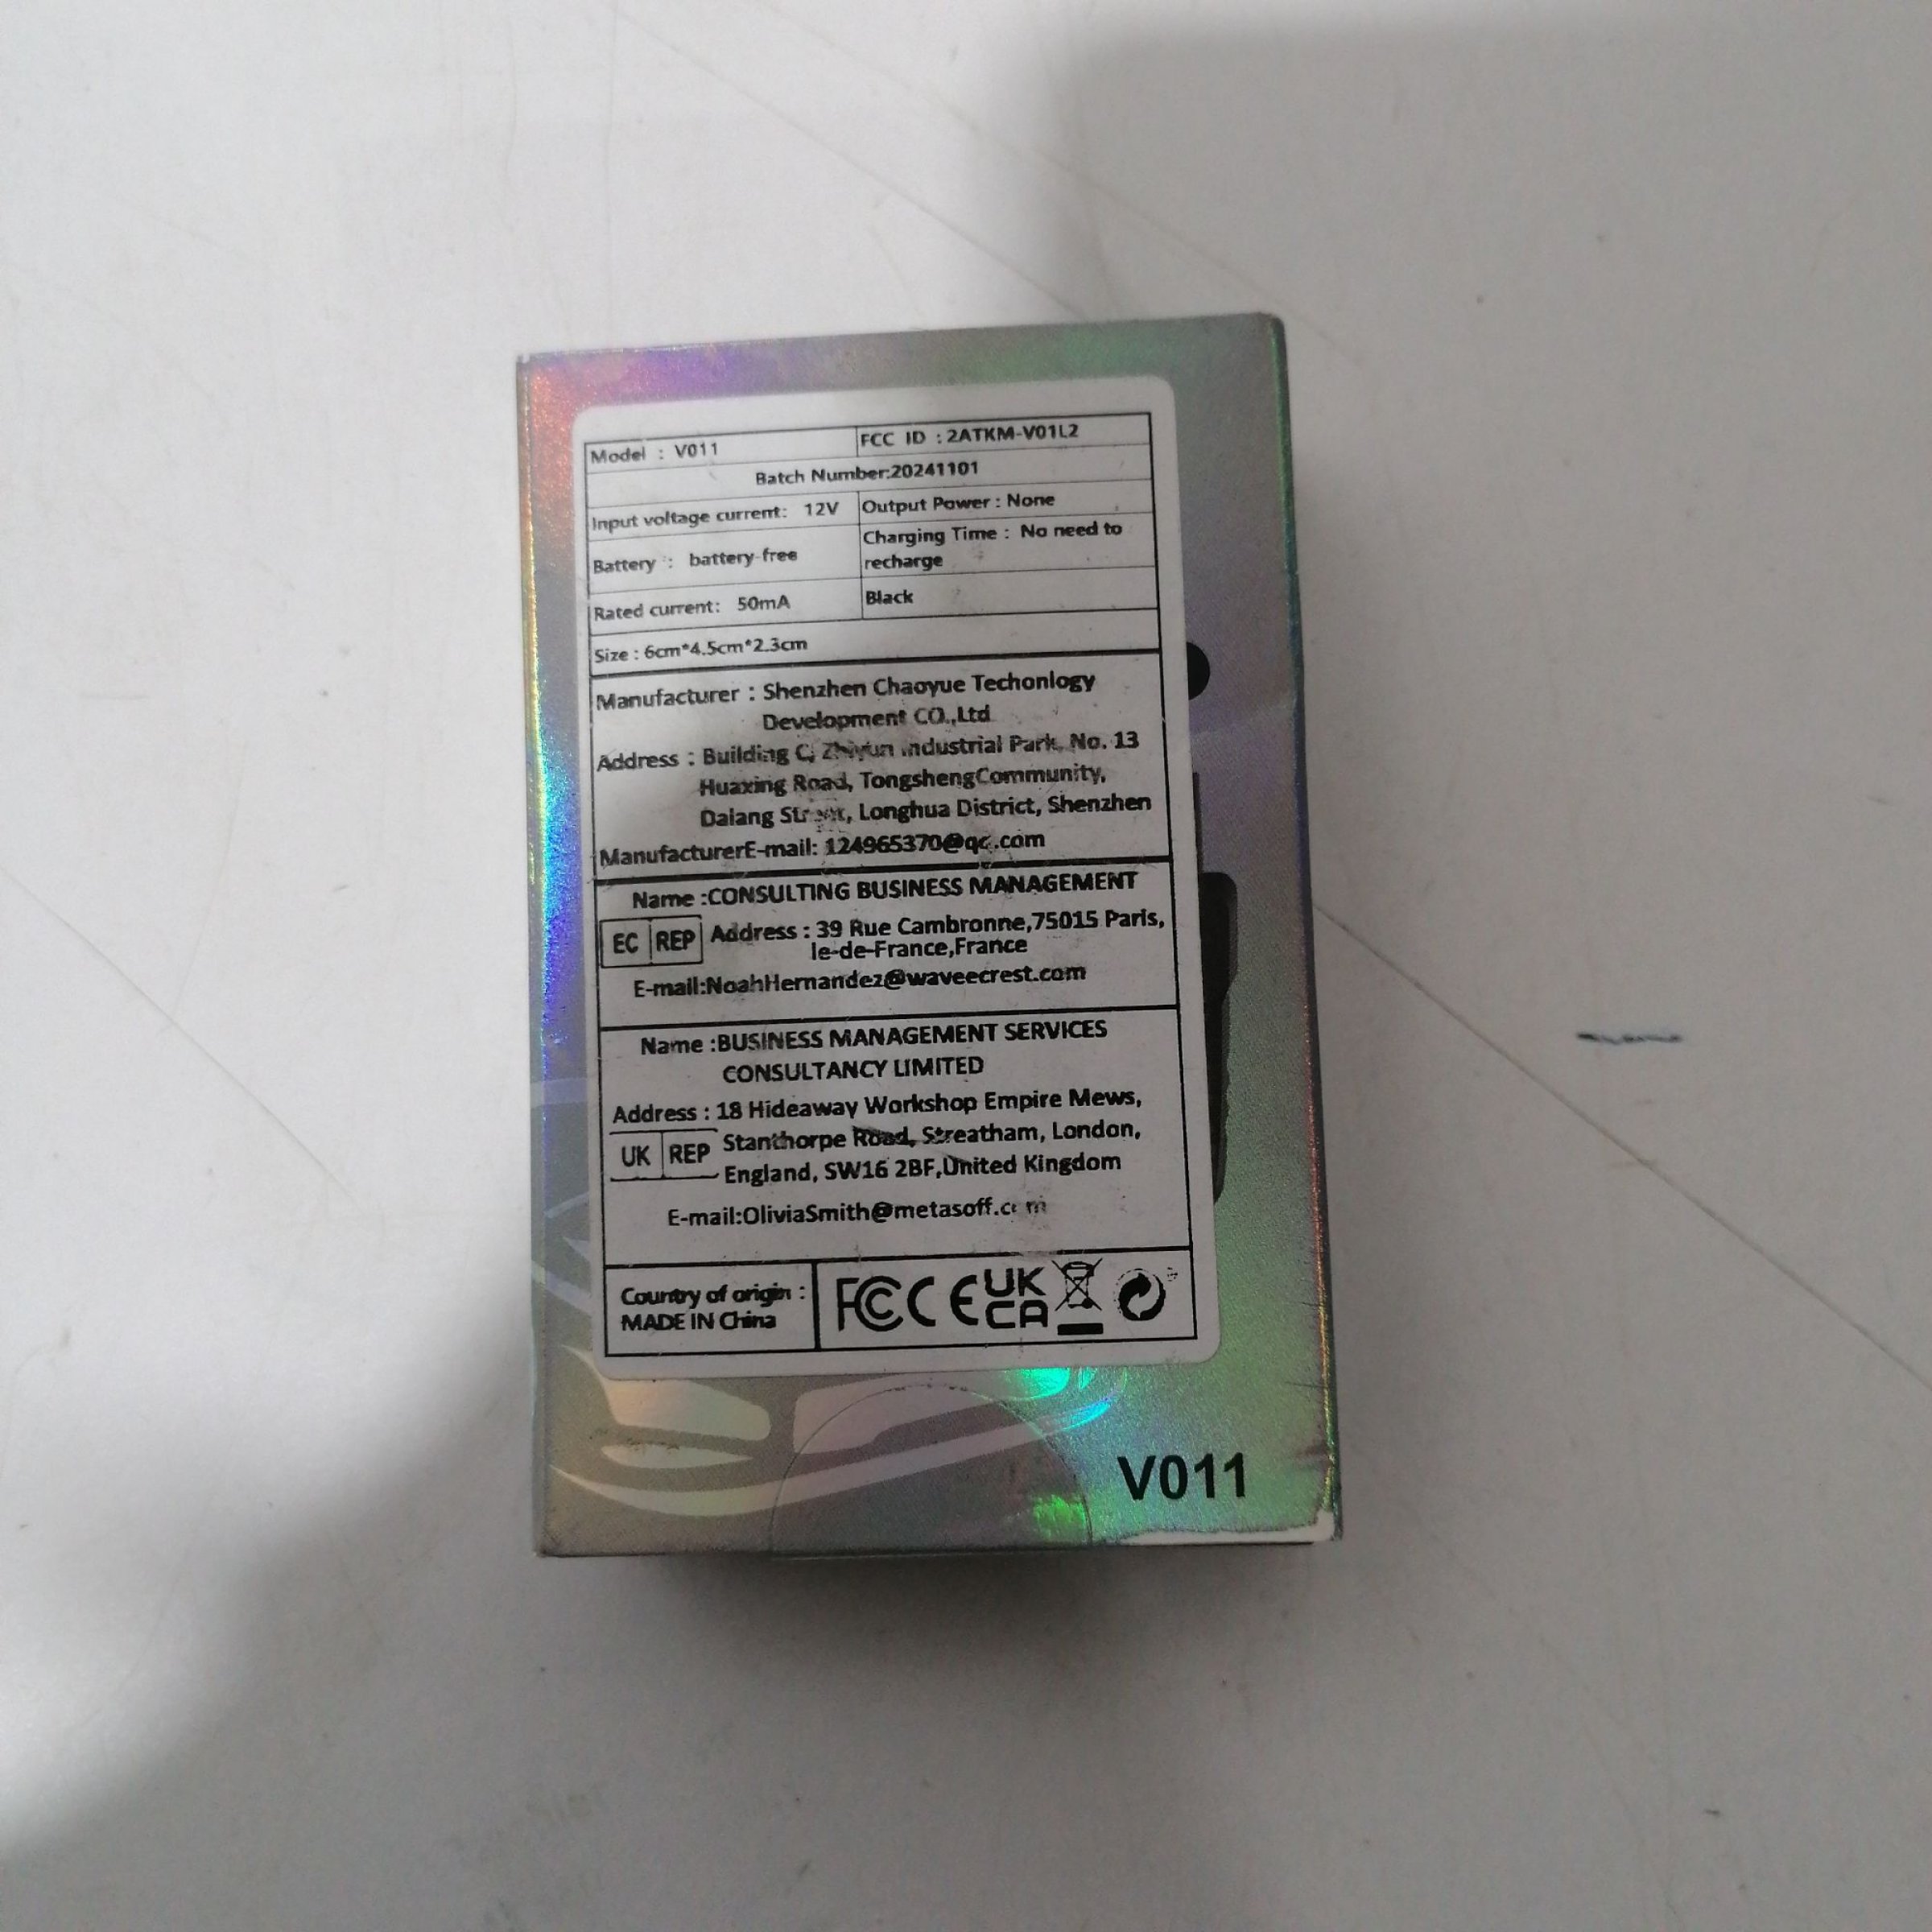 Model : V011 FCC ID : 2ATKM-V01L2
Batch Number:20241101
Input voltage current: 12V Output Power : None
Battery : battery-free Charging Time : No need to
recharge
Rated current: 50mA Black
Size : 6cm*4.5cm*2.3cm
Manufacturer : Shenzhen Chaoyue Techonlogy
Development CO.,Ltd
Address : Building C, Zhiyun Industrial Park, No. 13
Huaxing Road, TongshengCommunity,
Dalang Street, Longhua District, Shenzhen
ManufacturerE-mail: 124965370@qq.com
Name :CONSULTING BUSINESS MANAGEMENT
EC REP Address : 39 Rue Cambronne,75015 Paris,
le-de-France,France
E-mail:NoahHernandez@waveecrest.com
Name :BUSINESS MANAGEMENT SERVICES
CONSULTANCY LIMITED
Address : 18 Hideaway Workshop Empire Mews,
UK REP Stanthorpe Road, Streatham, London,
England, SW16 2BF,United Kingdom
E-mail:OliviaSmith@metasoff.com
Country of origin :
MADE IN China
FC CE UK
CA
V011